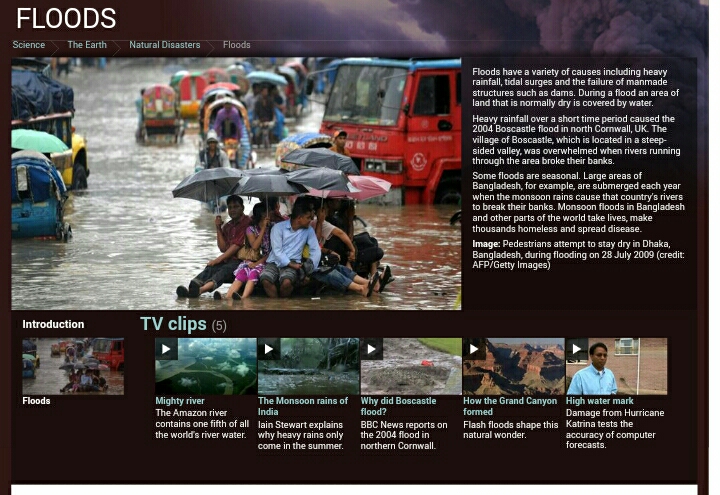 FLOODS
Science
The Earth
Natural Disasters
Floods
Floods have a variety of causes including heavy
rainfall, tidal surges and the failure of manmade
structures such as dams. During a flood an area of
land that is normally dry is covered by water.
Heavy rainfall over a short time period caused the
2004 Boscastle flood in north Cornwall, UK. The
village of Boscastle, which is located in a steep-
sided valley, was overwhelmed when rivers running
through the area broke their banks.
Some floods are seasonal. Large areas of
Bangladesh, for example, are submerged each year
when the monsoon rains cause that country's rivers
to break their banks. Monsoon floods in Bangladesh
and other parts of the world take lives, make
thousands homeless and spread disease.
Image: Pedestrians attempt to stay dry in Dhaka,
Bangladesh, during flooding on 28 July 2009 (credit:
AFP/Getty Images)
Introduction
Floods
TV clips (5)
Mighty river
The Amazon river
contains one fifth of all
the world's river water.
The Monsoon rains of
India
Iain Stewart explains
why heavy rains only
come in the summer.
Why did Boscastle
flood?
BBC News reports on
the 2004 flood in
northern Cornwall.
How the Grand Canyon
formed
Flash floods shape this
natural wonder.
High water mark
Damage from Hurricane
Katrina tests the
accuracy of computer
forecasts.